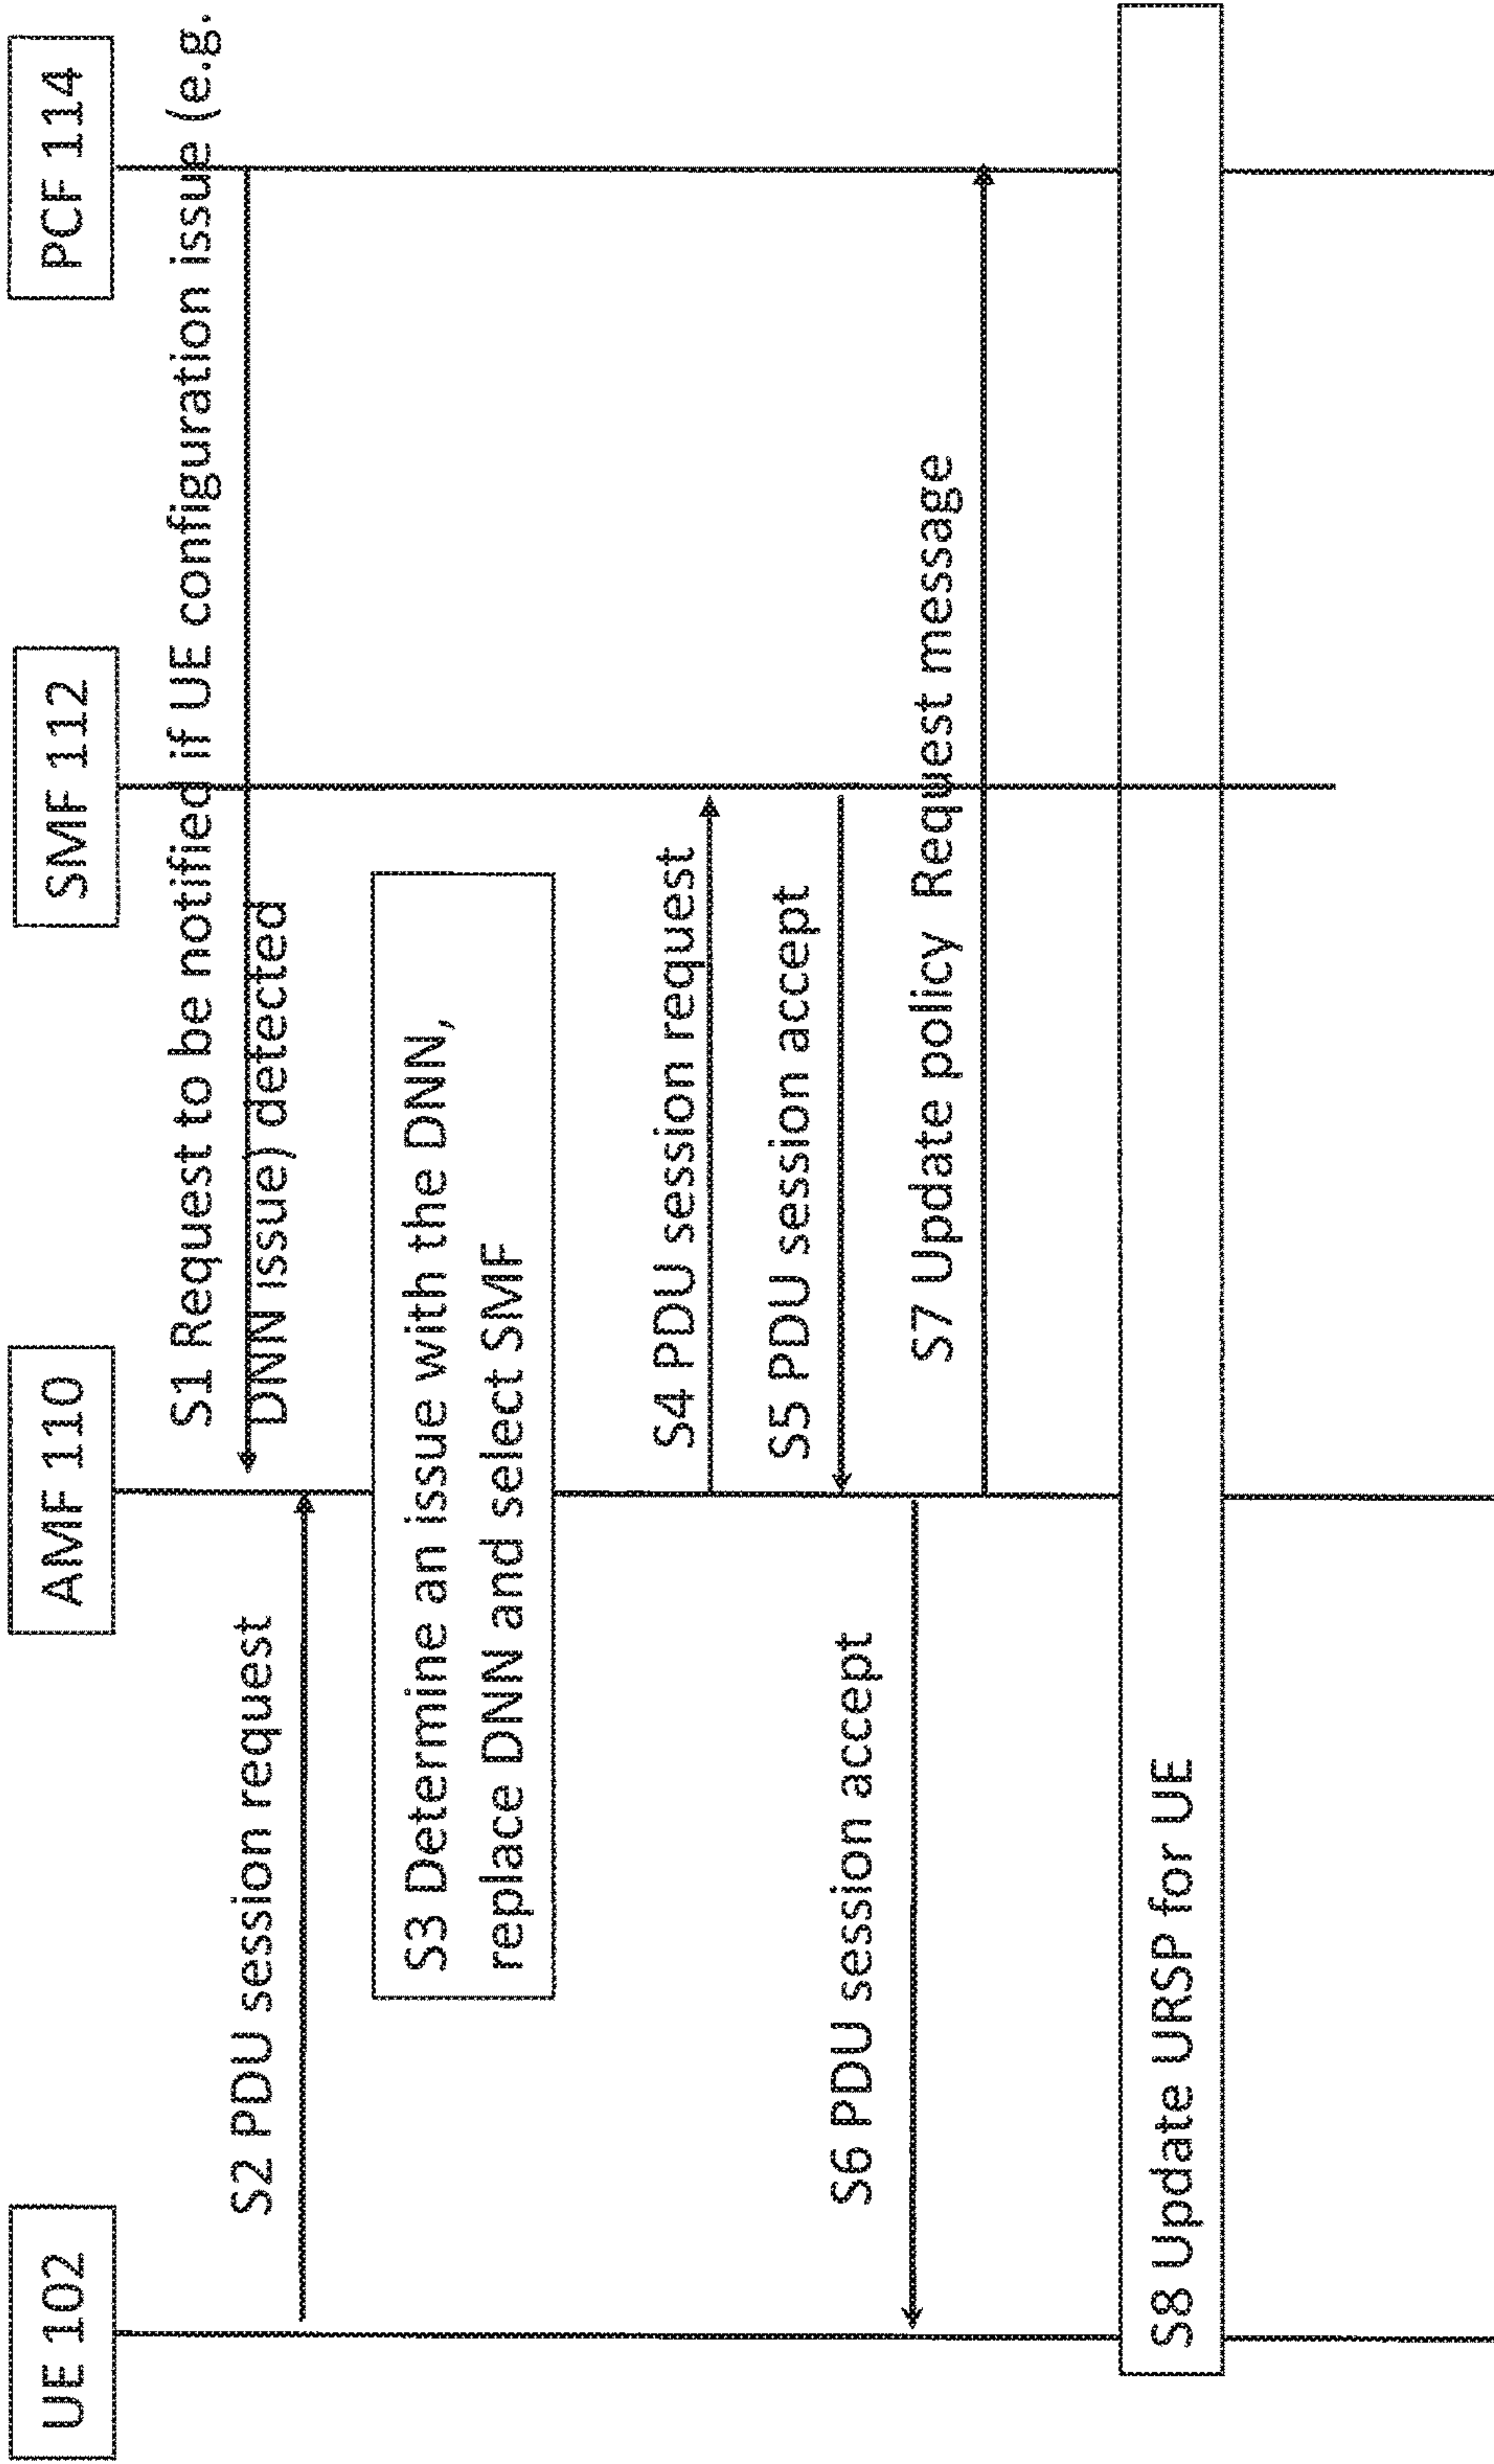 UE 102
AMF 110
SMF 112
PCF 114
S1 Request to be notified if UE configuration issue (e.g.
DNN issue) detected
S2 PDU session request
S3 Determine an issue with the DNN,
replace DNN and select SMF
S4 PDU session request
S5 PDU session accept
S6 PDU session accept
S7 Update policy Request message
S8 Update URSP for UE